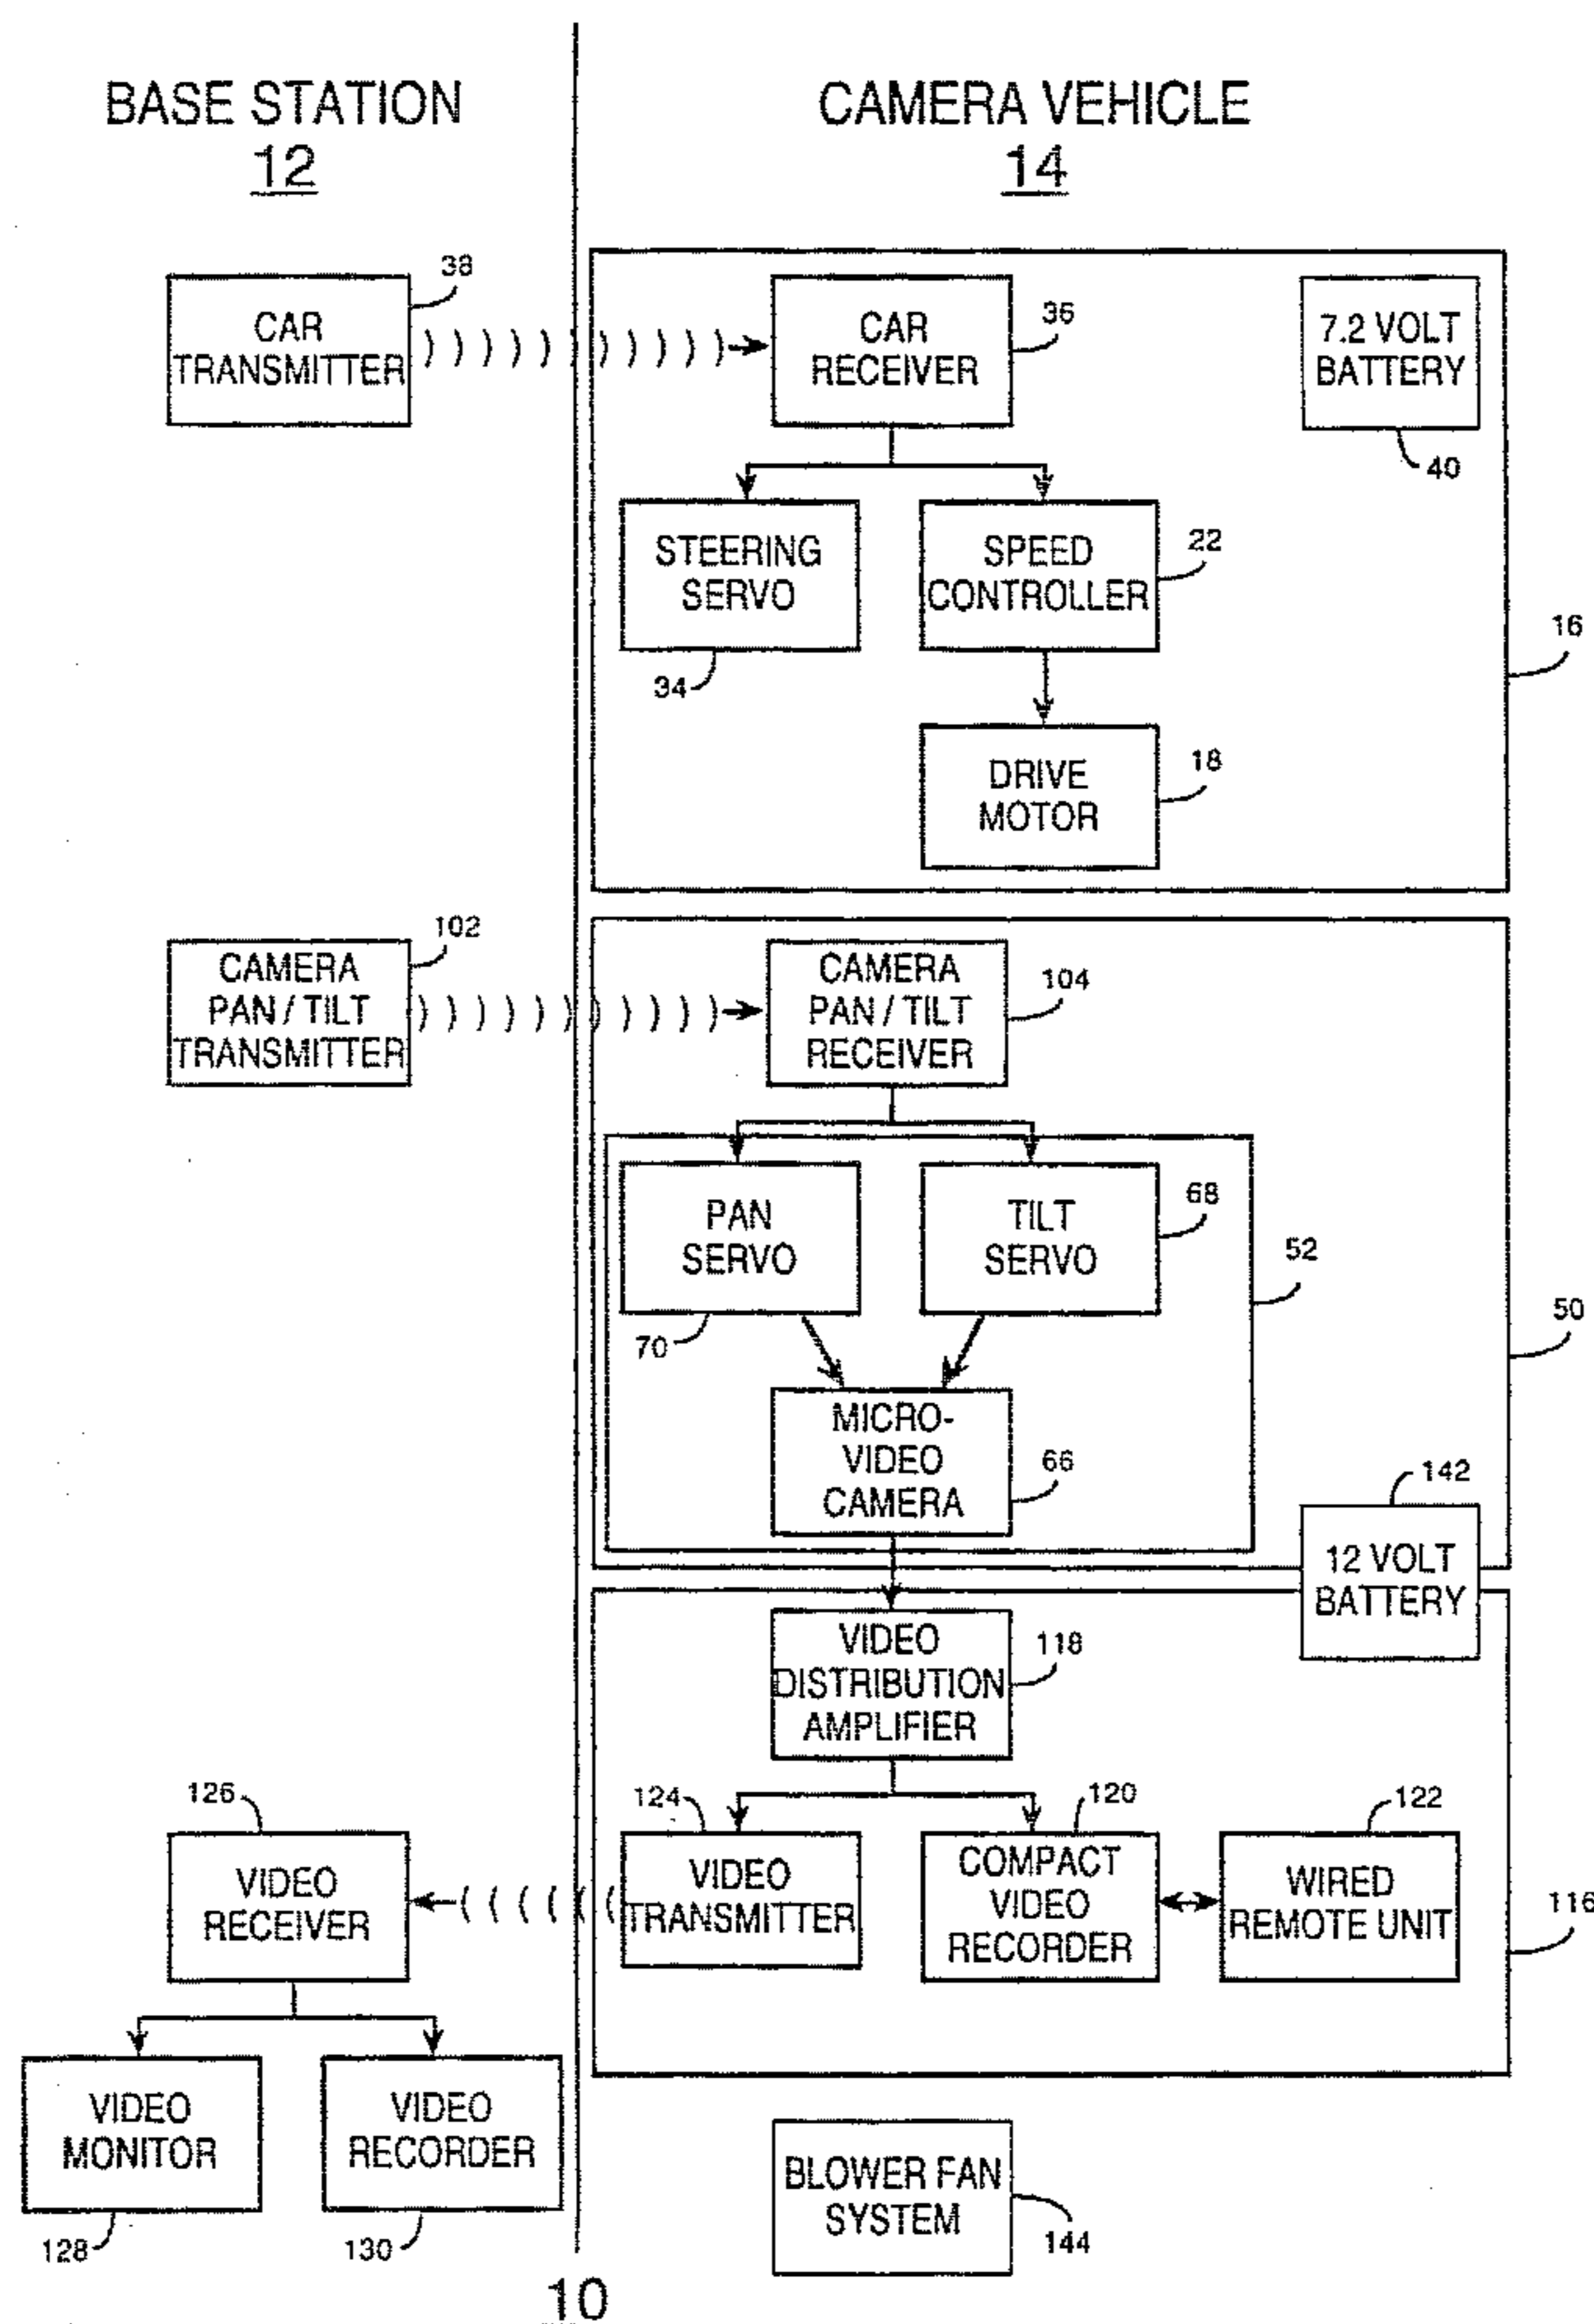 BASE STATION
12
CAMERA VEHICLE
14
38
CAR
TRANSMITTER
CAR
RECEIVER
36
7.2 VOLT
BATTERY
40
STEERING
SERVO
34
SPEED
CONTROLLER
22
16
DRIVE
MOTOR
18
102
CAMERA
PAN / TILT
TRANSMITTER
CAMERA
PAN / TILT
RECEIVER
104
PAN
SERVO
70
TILT
SERVO
68
52
50
MICRO-
VIDEO
CAMERA
66
142
12 VOLT
BATTERY
VIDEO
DISTRIBUTION
AMPLIFIER
118
126
VIDEO
RECEIVER
124
VIDEO
TRANSMITTER
120
COMPACT
VIDEO
RECORDER
122
WIRED
REMOTE UNIT
116
VIDEO
MONITOR
128
VIDEO
RECORDER
130
BLOWER FAN
SYSTEM
144
10